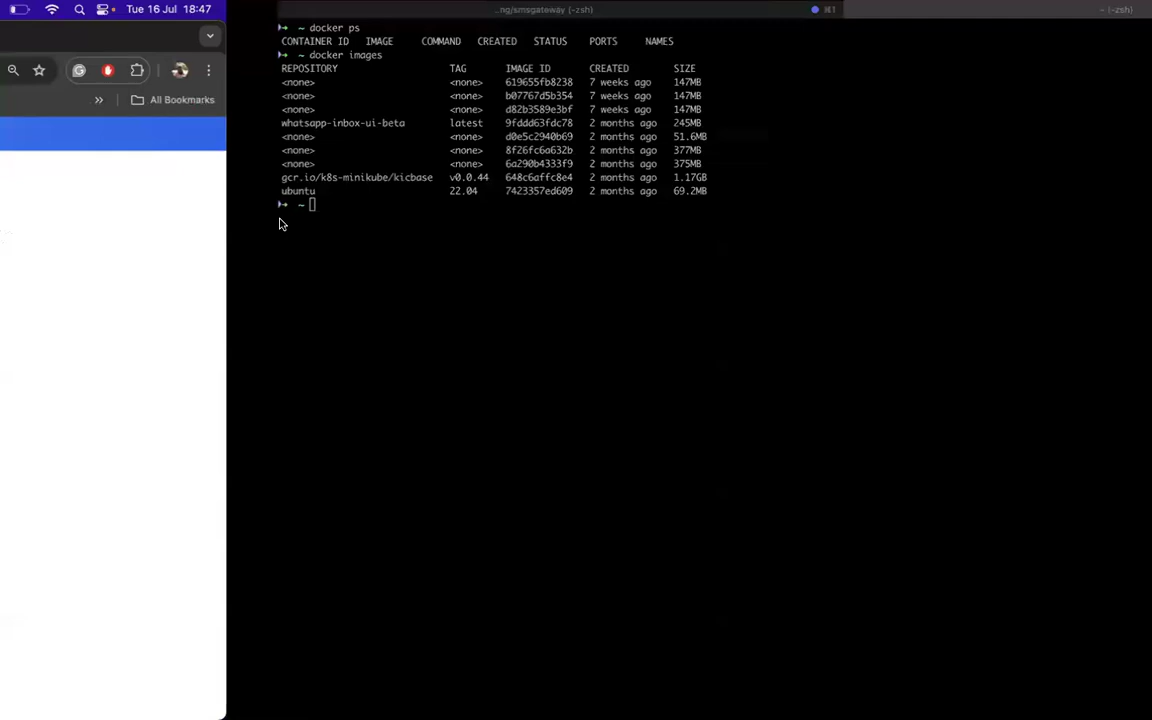 Tue 16 Jul 18:47
All Bookmarks
...ng/smsgateway (-zsh)
⌘1
~ (-zsh)
~ docker ps
CONTAINER ID IMAGE COMMAND CREATED STATUS PORTS NAMES
~ docker images
REPOSITORY TAG IMAGE ID CREATED SIZE
<none> <none> 619655fb8238 7 weeks ago 147MB
<none> <none> b07767d5b354 7 weeks ago 147MB
<none> <none> d82b3589e3bf 7 weeks ago 147MB
whatsapp-inbox-ui-beta latest 9fddd63fdc78 2 months ago 245MB
<none> <none> d0e5c2940b69 2 months ago 51.6MB
<none> <none> 8f26fc6a632b 2 months ago 377MB
<none> <none> 6a290b4333f9 2 months ago 375MB
gcr.io/k8s-minikube/kicbase v0.0.44 648c6affc8e4 2 months ago 1.17GB
ubuntu 22.04 7423357ed609 2 months ago 69.2MB
~